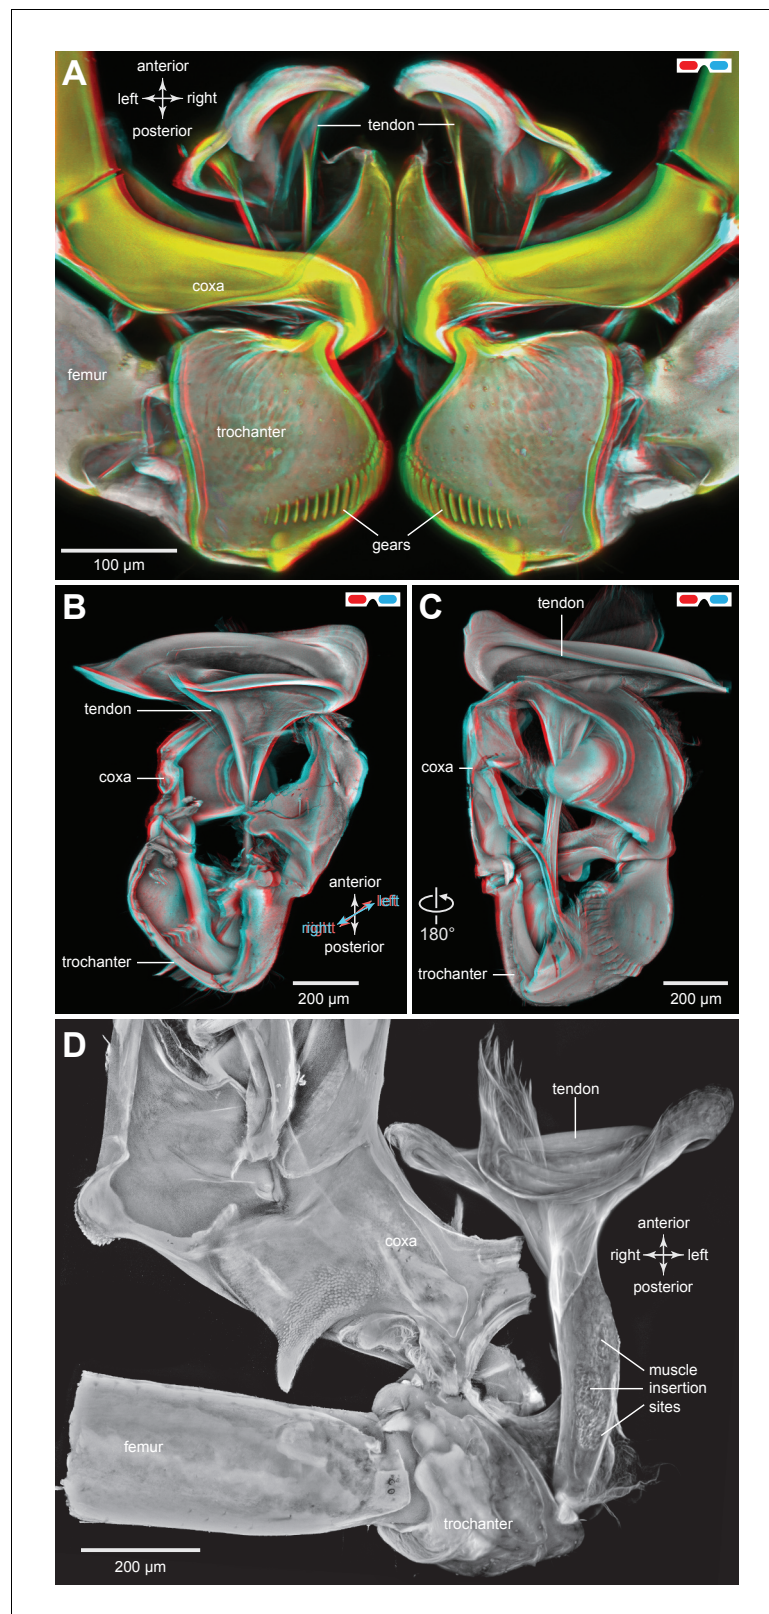 A
anterior
left right
posterior
tendon
coxa
femur
trochanter
gears
100 µm
B
tendon
coxa
anterior
left
right
posterior
trochanter
200 µm
C
tendon
coxa
180°
trochanter
200 µm
D
tendon
coxa
anterior
right left
posterior
muscle
insertion
sites
femur
trochanter
200 µm